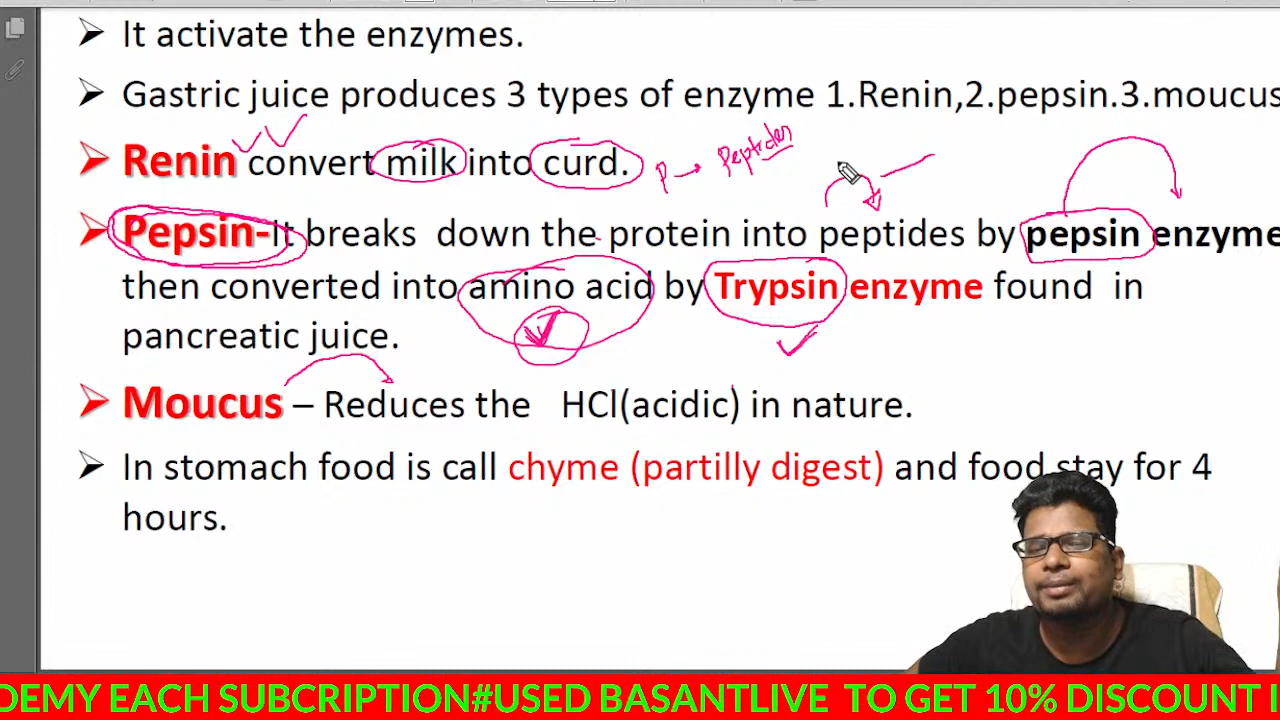 It activate the enzymes.
Gastric juice produces 3 types of enzyme 1.Renin,2.pepsin.3.moucus
Renin convert milk into curd. P → Peptides
Pepsin-It breaks down the protein into peptides by pepsin enzyme
then converted into amino acid by Trypsin enzyme found in
pancreatic juice.
Moucus – Reduces the HCl(acidic) in nature.
In stomach food is call chyme (partilly digest) and food stay for 4
hours.
DEMY EACH SUBCRIPTION#USED BASANTLIVE TO GET 10% DISCOUNT I